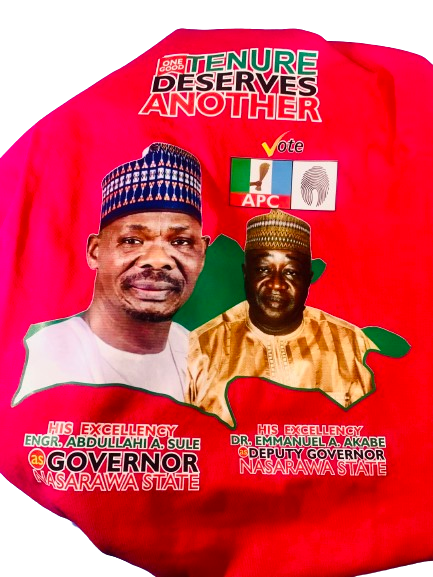 ONE GOOD TENURE
DESERVES
ANOTHER
Vote
APC
HIS EXCELLENCY
ENGR. ABDULLAHI A. SULE
as GOVERNOR
NASARAWA STATE
HIS EXCELLENCY
DR. EMMANUEL A. AKABE
as DEPUTY GOVERNOR
NASARAWA STATE